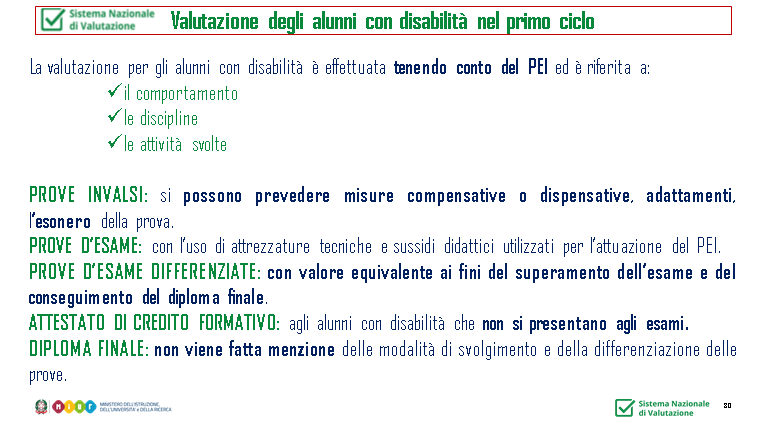 Sistema Nazionale
di Valutazione
Valutazione degli alunni con disabilità nel primo ciclo
La valutazione per gli alunni con disabilità è effettuata tenendo conto del PEI ed è riferita a:
✓il comportamento
✓le discipline
✓le attività svolte
PROVE INVALSI: si possono prevedere misure compensative o dispensative, adattamenti,
l'esonero della prova.
PROVE D'ESAME: con l'uso di attrezzature tecniche e sussidi didattici utilizzati per l'attuazione del PEI.
PROVE D'ESAME DIFFERENZIATE: con valore equivalente ai fini del superamento dell'esame e del
conseguimento del diploma finale.
ATTESTATO DI CREDITO FORMATIVO: agli alunni con disabilità che non si presentano agli esami.
DIPLOMA FINALE: non viene fatta menzione delle modalità di svolgimento e della differenziazione delle
prove.
MIUR
MINISTERO DELL'ISTRUZIONE,
DELL'UNIVERSITA' e DELLA RICERCA
Sistema Nazionale
di Valutazione
80